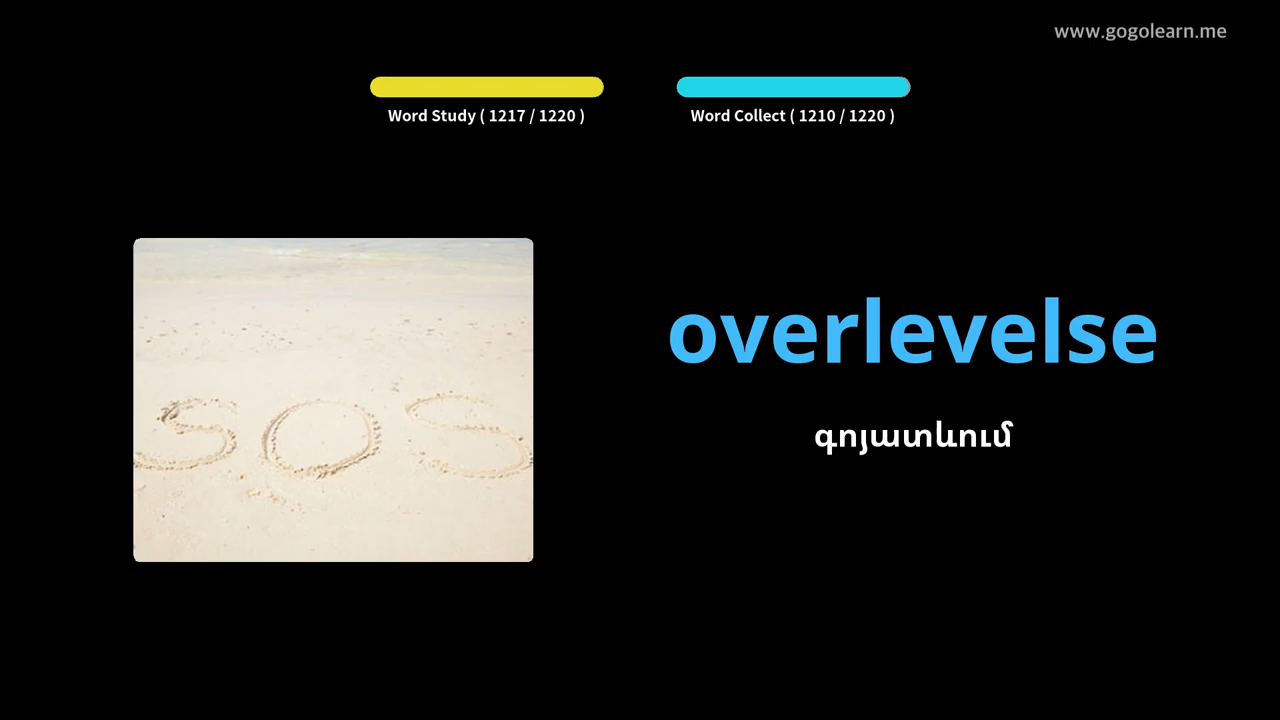 www.gogolearn.me
Word Study ( 1217 / 1220 )
Word Collect ( 1210 / 1220 )
overlevelse
գոյատևում
SOS